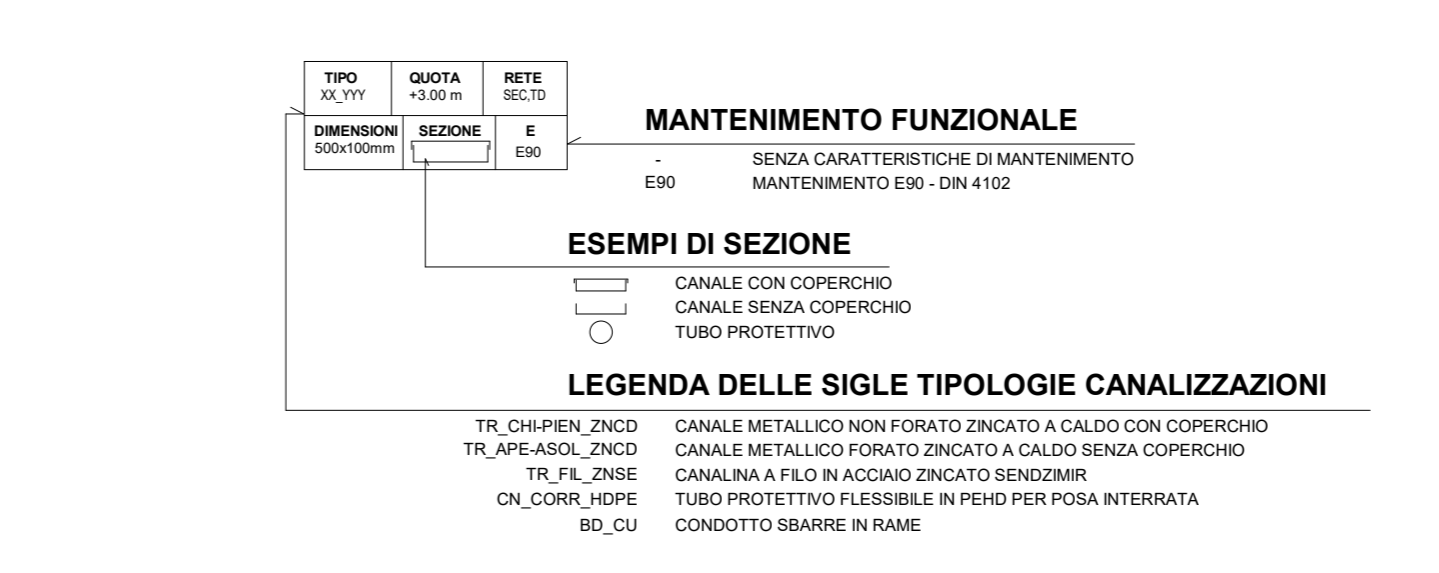 TIPO QUOTA RETE
XX_YYY +3.00 m SEC,TD
DIMENSIONI SEZIONE E
500x100mm E90
MANTENIMENTO FUNZIONALE
- SENZA CARATTERISTICHE DI MANTENIMENTO
E90 MANTENIMENTO E90 - DIN 4102
ESEMPI DI SEZIONE
CANALE CON COPERCHIO
CANALE SENZA COPERCHIO
TUBO PROTETTIVO
LEGENDA DELLE SIGLE TIPOLOGIE CANALIZZAZIONI
TR_CHI-PIEN_ZNCD CANALE METALLICO NON FORATO ZINCATO A CALDO CON COPERCHIO
TR_APE-ASOL_ZNCD CANALE METALLICO FORATO ZINCATO A CALDO SENZA COPERCHIO
TR_FIL_ZNSE CANALINA A FILO IN ACCIAIO ZINCATO SENDZIMIR
CN_CORR_HDPE TUBO PROTETTIVO FLESSIBILE IN PEHD PER POSA INTERRATA
BD_CU CONDOTTO SBARRE IN RAME